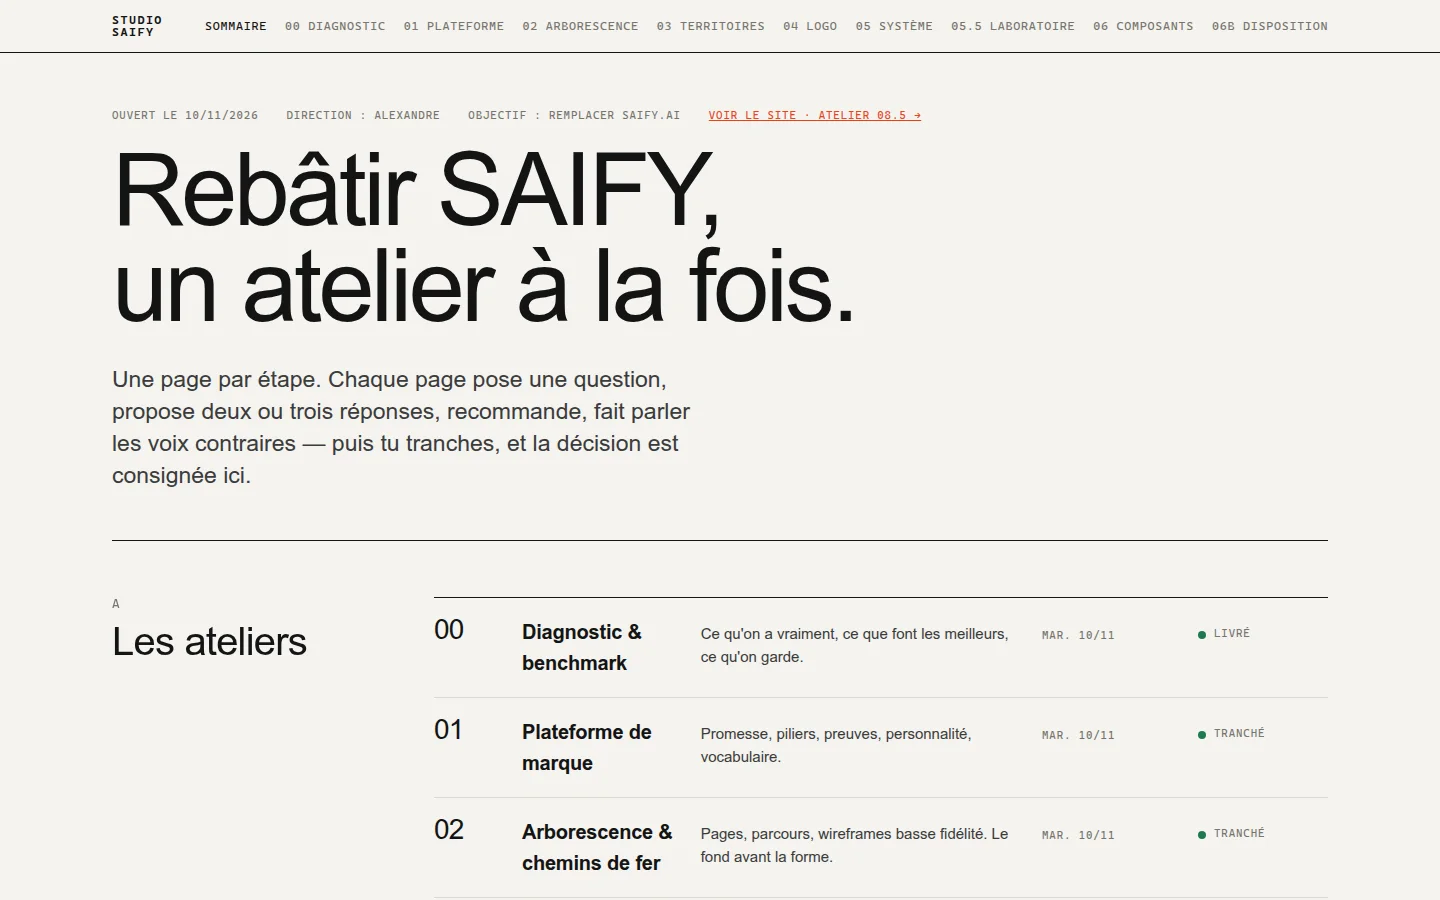 STUDIO
SAIFY
SOMMAIRE 00 DIAGNOSTIC 01 PLATEFORME 02 ARBORESCENCE 03 TERRITOIRES 04 LOGO 05 SYSTÈME 05.5 LABORATOIRE 06 COMPOSANTS 06B DISPOSITION
OUVERT LE 10/11/2026 DIRECTION : ALEXANDRE OBJECTIF : REMPLACER SAIFY.AI VOIR LE SITE · ATELIER 08.5 →
Rebâtir SAIFY,
un atelier à la fois.
Une page par étape. Chaque page pose une question,
propose deux ou trois réponses, recommande, fait parler
les voix contraires — puis tu tranches, et la décision est
consignée ici.
A
Les ateliers
00
Diagnostic &
benchmark
Ce qu'on a vraiment, ce que font les meilleurs,
ce qu'on garde.
MAR. 10/11
LIVRÉ
01
Plateforme de
marque
Promesse, piliers, preuves, personnalité,
vocabulaire.
MAR. 10/11
TRANCHÉ
02
Arborescence &
chemins de fer
Pages, parcours, wireframes basse fidélité. Le
fond avant la forme.
MAR. 10/11
TRANCHÉ